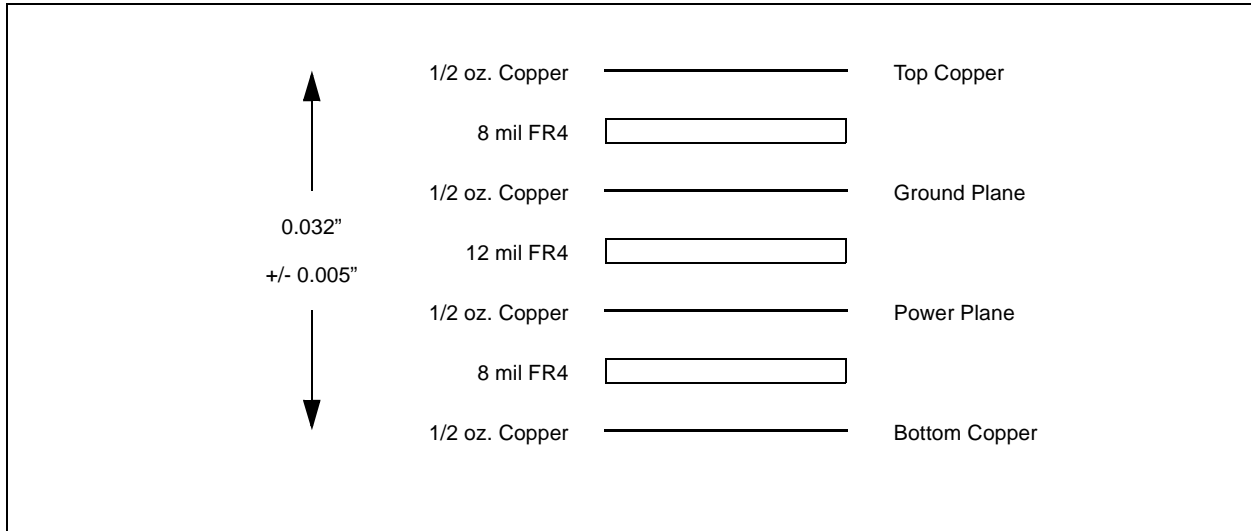 1/2 oz. Copper Top Copper
8 mil FR4
1/2 oz. Copper Ground Plane
0.032”
12 mil FR4
+/- 0.005”
1/2 oz. Copper Power Plane
8 mil FR4
1/2 oz. Copper Bottom Copper